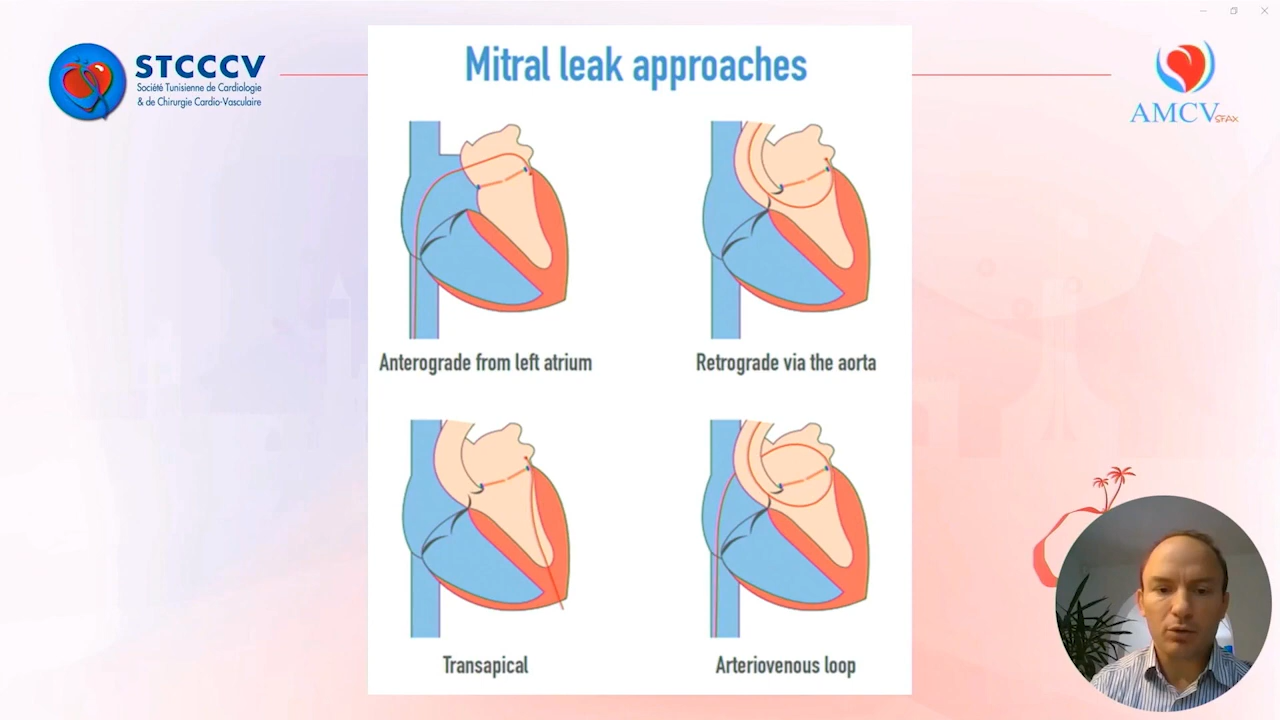 Mitral leak approaches
STCCCV
Société Tunisienne de Cardiologie
& de Chirurgie Cardio-Vasculaire
AMCV SFAX
Anterograde from left atrium
Retrograde via the aorta
Transapical
Arteriovenous loop